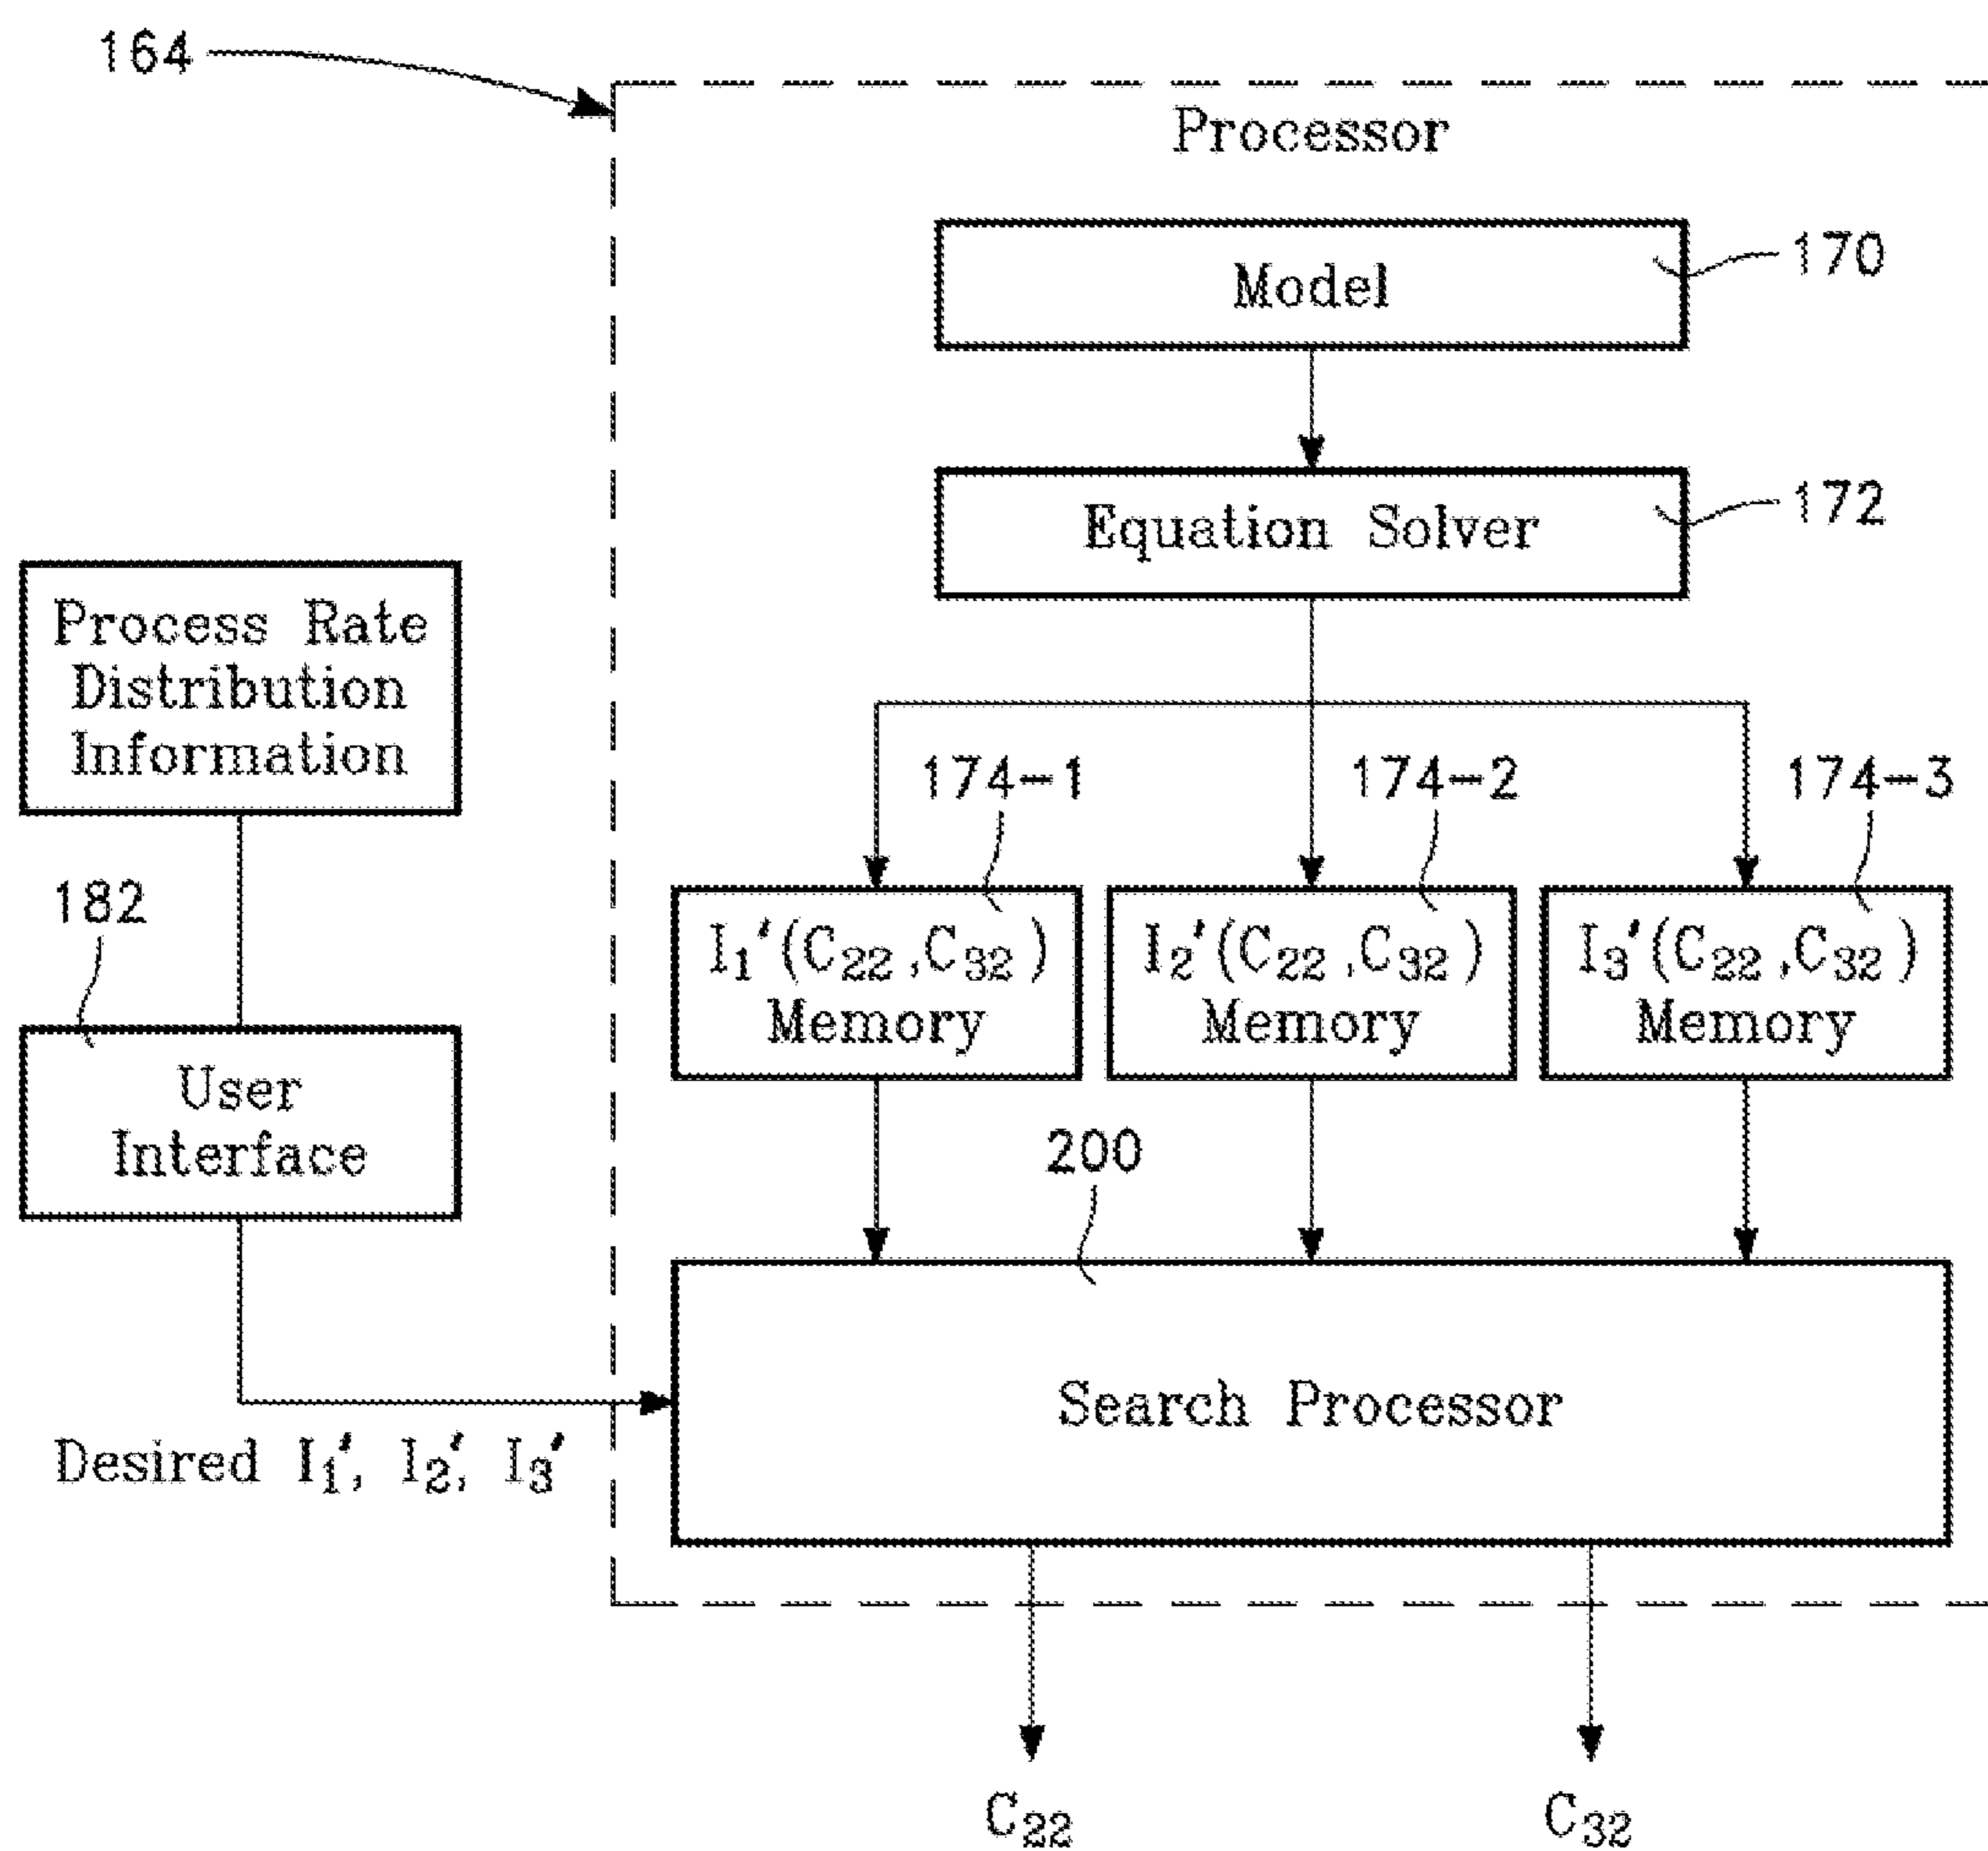 164
Processor
Model
170
Equation Solver
172
Process Rate
Distribution
Information
174-1
174-2
174-3
182
I₁′(C₂₂,C₃₂)
Memory
I₂′(C₂₂,C₃₂)
Memory
I₃′(C₂₂,C₃₂)
Memory
User
Interface
200
Search Processor
Desired I₁′, I₂′, I₃′
C₂₂
C₃₂